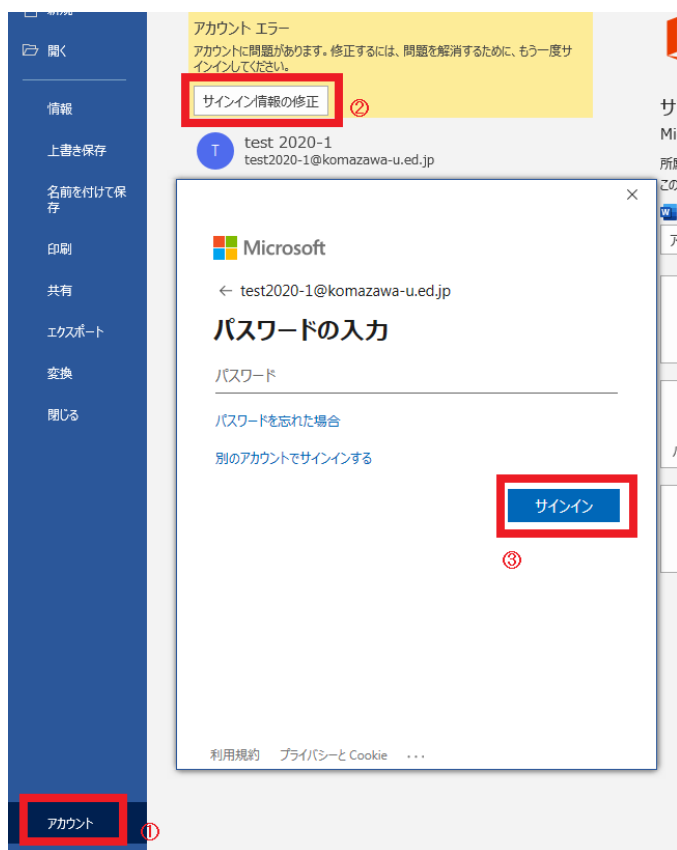 開く
情報
上書き保存
名前を付けて保
存
印刷
共有
エクスポート
変換
閉じる
アカウント
①
アカウント エラー
アカウントに問題があります。修正するには、問題を解消するために、もう一度サ
インインしてください。
サインイン情報の修正
②
T
test 2020-1
test2020-1@komazawa-u.ed.jp
×
Microsoft
← test2020-1@komazawa-u.ed.jp
パスワードの入力
パスワード
パスワードを忘れた場合
別のアカウントでサインインする
サインイン
③
利用規約 プライバシーと Cookie ...
サ
Mi
この
W